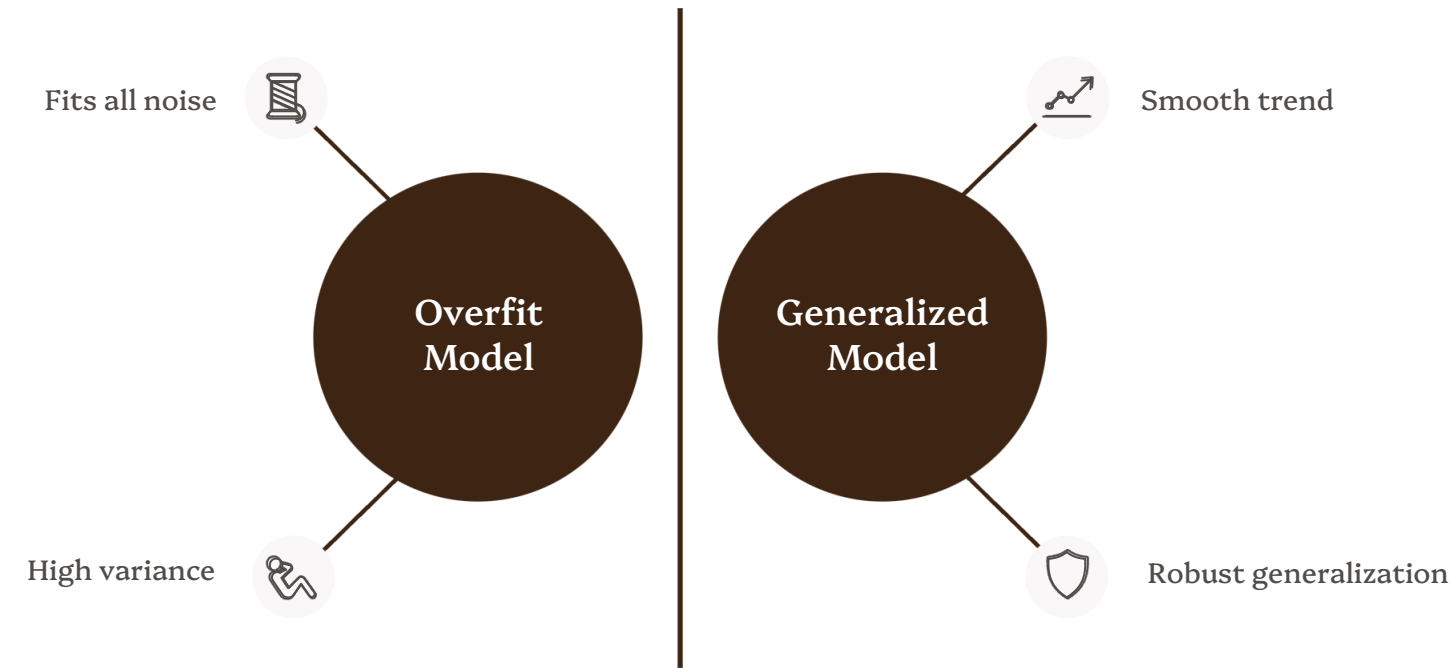 Fits all noise
Smooth trend
Overfit
Model
Generalized
Model
High variance
Robust generalization